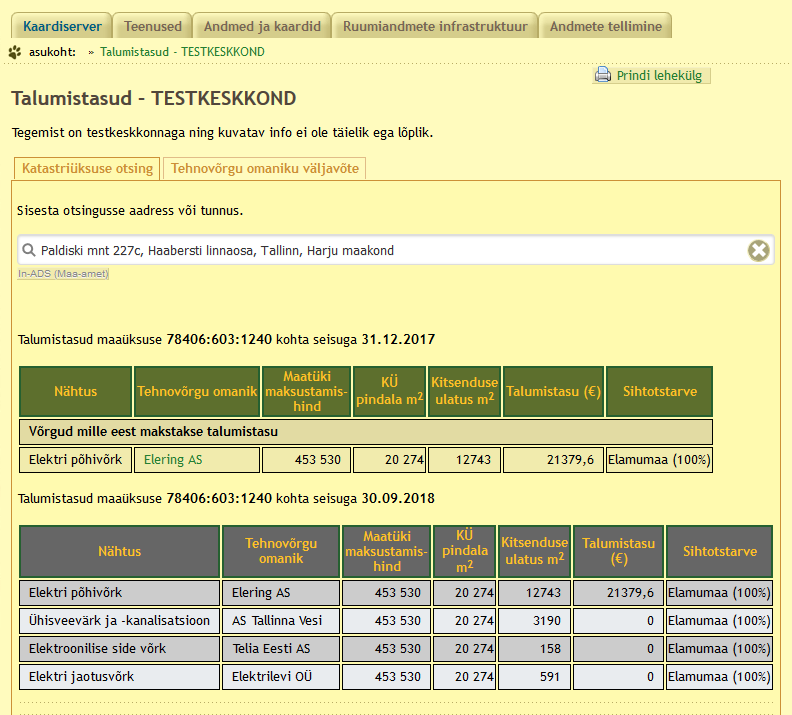 Kaardiserver Teenused Andmed ja kaardid Ruumiandmete infrastruktuur Andmete tellimine
asukoht: » Talumistasud - TESTKESKKOND
Prindi lehekülg
Talumistasud - TESTKESKKOND
Tegemist on testkeskkonnaga ning kuvatav info ei ole täielik ega lõplik.
Katastriüksuse otsing Tehnovõrgu omaniku väljavõte
Sisesta otsingusse aadress või tunnus.
Paldiski mnt 227c, Haabersti linnaosa, Tallinn, Harju maakond
In-ADS (Maa-amet)
Talumistasud maaüksuse 78406:603:1240 kohta seisuga 31.12.2017
Nähtus Tehnovõrgu omanik Maatüki maksustamis-hind KÜ pindala m² Kitsenduse ulatus m² Talumistasu (€) Sihtotstarve
Võrgud mille eest makstakse talumistasu
Elektri põhivõrk Elering AS 453 530 20 274 12743 21379,6 Elamumaa (100%)
Talumistasud maaüksuse 78406:603:1240 kohta seisuga 30.09.2018
Nähtus Tehnovõrgu omanik Maatüki maksustamis-hind KÜ pindala m² Kitsenduse ulatus m² Talumistasu (€) Sihtotstarve
Elektri põhivõrk Elering AS 453 530 20 274 12743 21379,6 Elamumaa (100%)
Ühisveevärk ja -kanalisatsioon AS Tallinna Vesi 453 530 20 274 3190 0 Elamumaa (100%)
Elektroonilise side võrk Telia Eesti AS 453 530 20 274 158 0 Elamumaa (100%)
Elektri jaotusvõrk Elektrilevi OÜ 453 530 20 274 591 0 Elamumaa (100%)